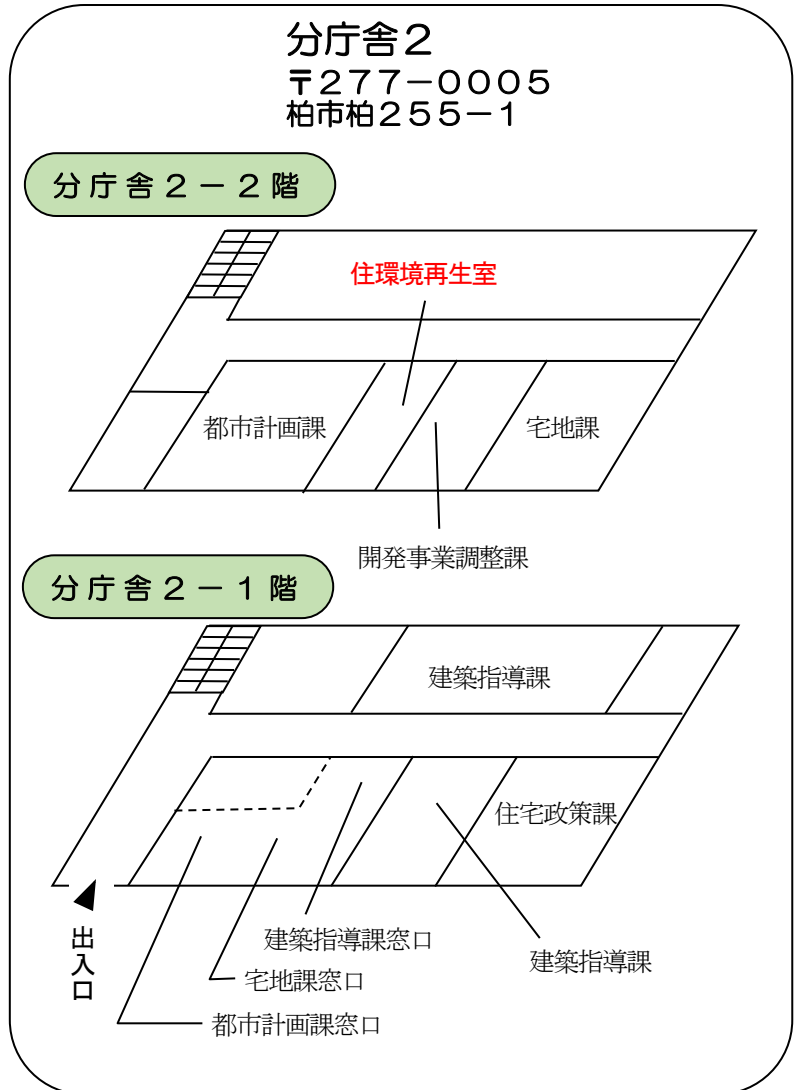 分庁舎２
〒２７７－０００５
柏市柏２５５－１
分庁舎２－２階
住環境再生室
都市計画課
宅地課
開発事業調整課
分庁舎２－１階
建築指導課
住宅政策課
出入口
建築指導課窓口
建築指導課
宅地課窓口
都市計画課窓口